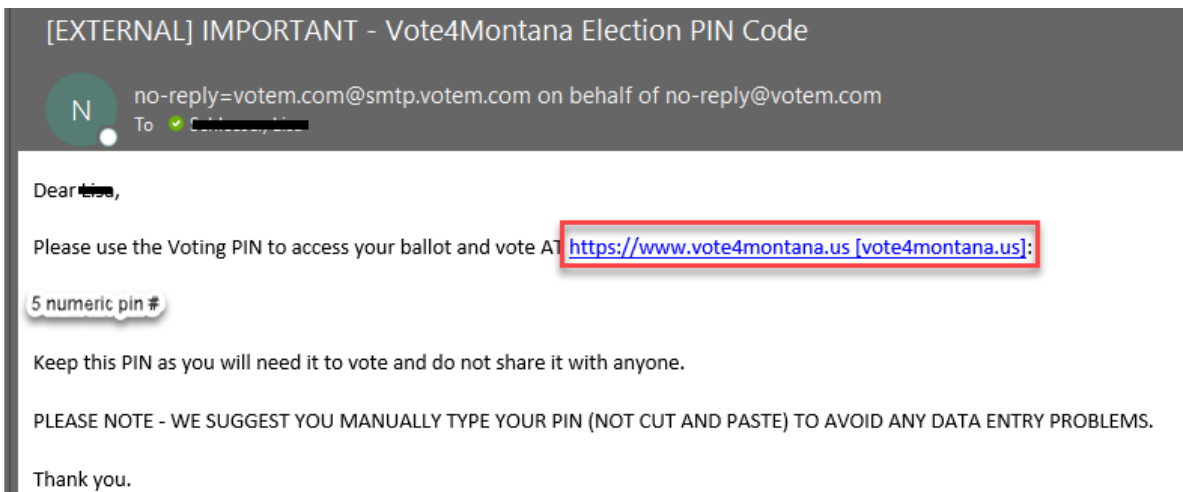 [EXTERNAL] IMPORTANT - Vote4Montana Election PIN Code
N
no-reply=votem.com@smtp.votem.com on behalf of no-reply@votem.com
To
Dear
Please use the Voting PIN to access your ballot and vote AT https://www.vote4montana.us [vote4montana.us]:
5 numeric pin #
Keep this PIN as you will need it to vote and do not share it with anyone.
PLEASE NOTE - WE SUGGEST YOU MANUALLY TYPE YOUR PIN (NOT CUT AND PASTE) TO AVOID ANY DATA ENTRY PROBLEMS.
Thank you.